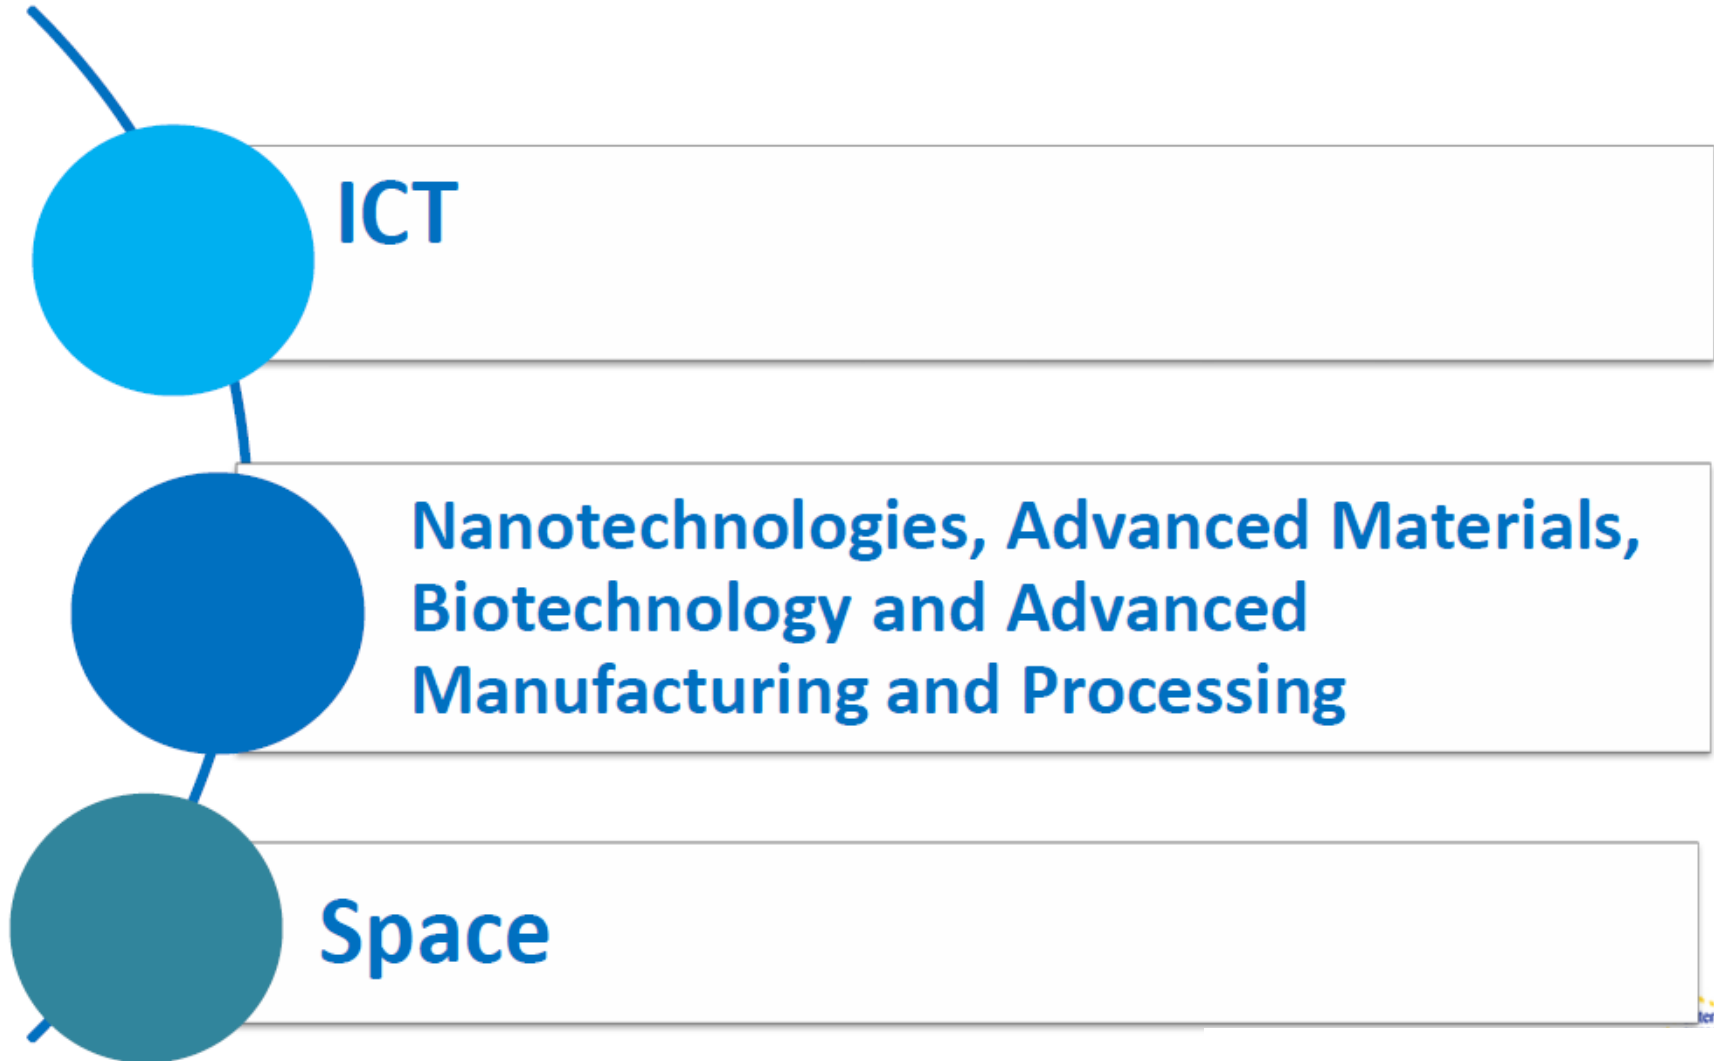 ICT
Nanotechnologies, Advanced Materials,
Biotechnology and Advanced
Manufacturing and Processing
Space